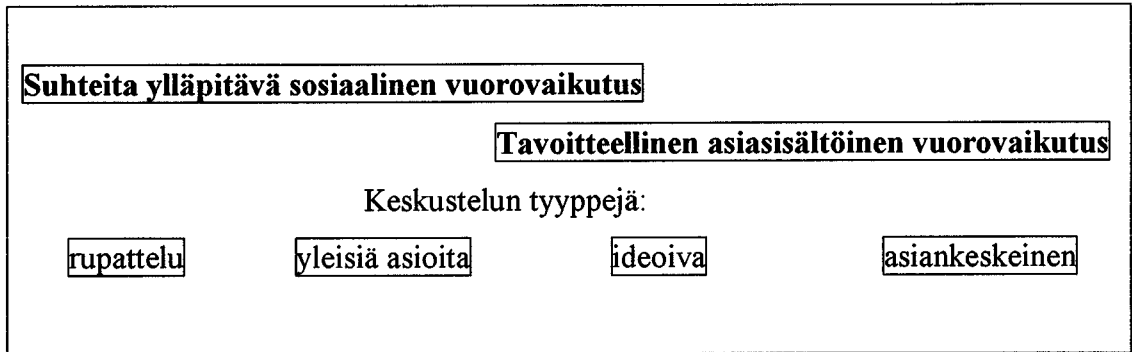 Suhteita ylläpitävä sosiaalinen vuorovaikutus
Tavoitteellinen asiasisältöinen vuorovaikutus
Keskustelun tyyppejä:
rupattelu yleisiä asioita ideoiva asiankeskeinen